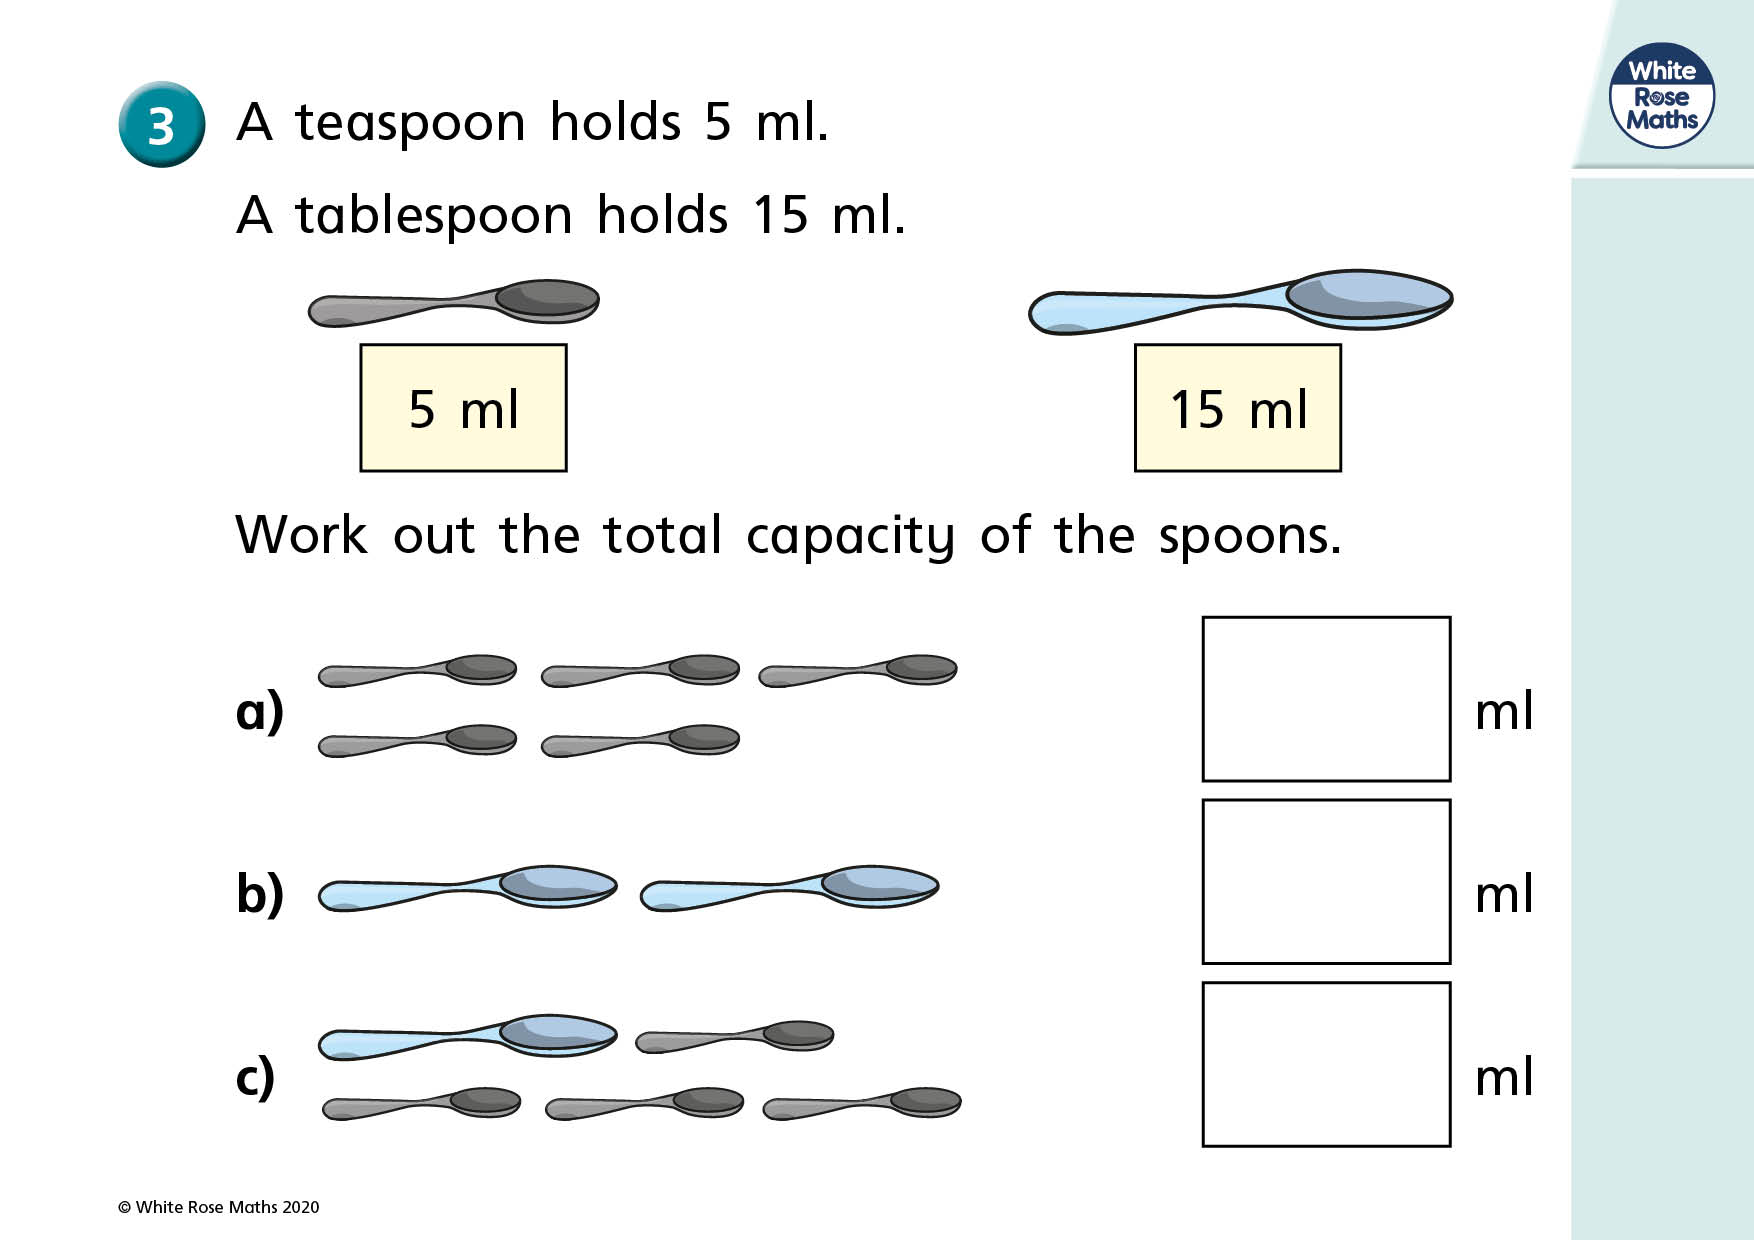 White
Rose
Maths
3 A teaspoon holds 5 ml.
A tablespoon holds 15 ml.
5 ml 15 ml
Work out the total capacity of the spoons.
a) ml
b) ml
c) ml
© White Rose Maths 2020